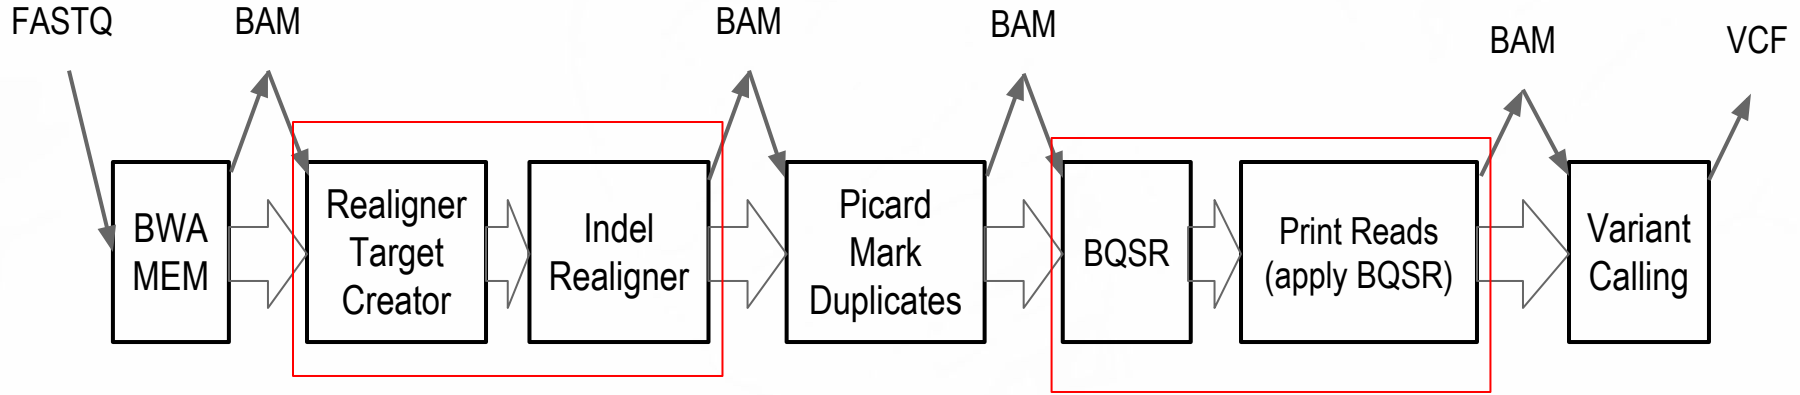 FASTQ
BAM
BAM
BAM
BAM
VCF
BWA
MEM
Realigner
Target
Creator
Indel
Realigner
Picard
Mark
Duplicates
BQSR
Print Reads
(apply BQSR)
Variant
Calling